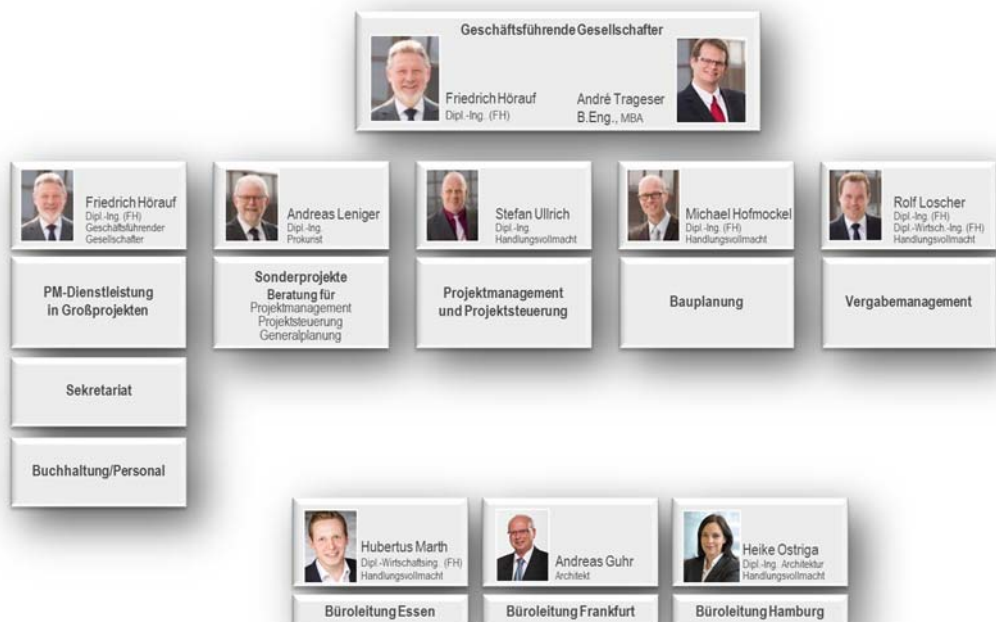 Geschäftsführende Gesellschafter
Friedrich Hörauf
Dipl.-Ing. (FH)
André Trageser
B.Eng., MBA
Friedrich Hörauf
Dipl.-Ing. (FH)
Geschäftsführender
Gesellschafter
Andreas Leniger
Dipl.-Ing.
Prokurist
Stefan Ullrich
Dipl.-Ing.
Handlungsvollmacht
Michael Hofmockel
Dipl.-Ing. (FH)
Handlungsvollmacht
Rolf Loscher
Dipl.-Ing. (FH)
Dipl.-Wirtsch.-Ing. (FH)
Handlungsvollmacht
PM-Dienstleistung
in Großprojekten
Sonderprojekte
Beratung für
Projektmanagement
Projektsteuerung
Generalplanung
Projektmanagement
und Projektsteuerung
Bauplanung
Vergabemanagement
Sekretariat
Buchhaltung/Personal
Hubertus Marth
Dipl.-Wirtschaftsing. (FH)
Handlungsvollmacht
Andreas Guhr
Architekt
Heike Ostriga
Dipl.-Ing. Architektur
Handlungsvollmacht
Büroleitung Essen
Büroleitung Frankfurt
Büroleitung Hamburg